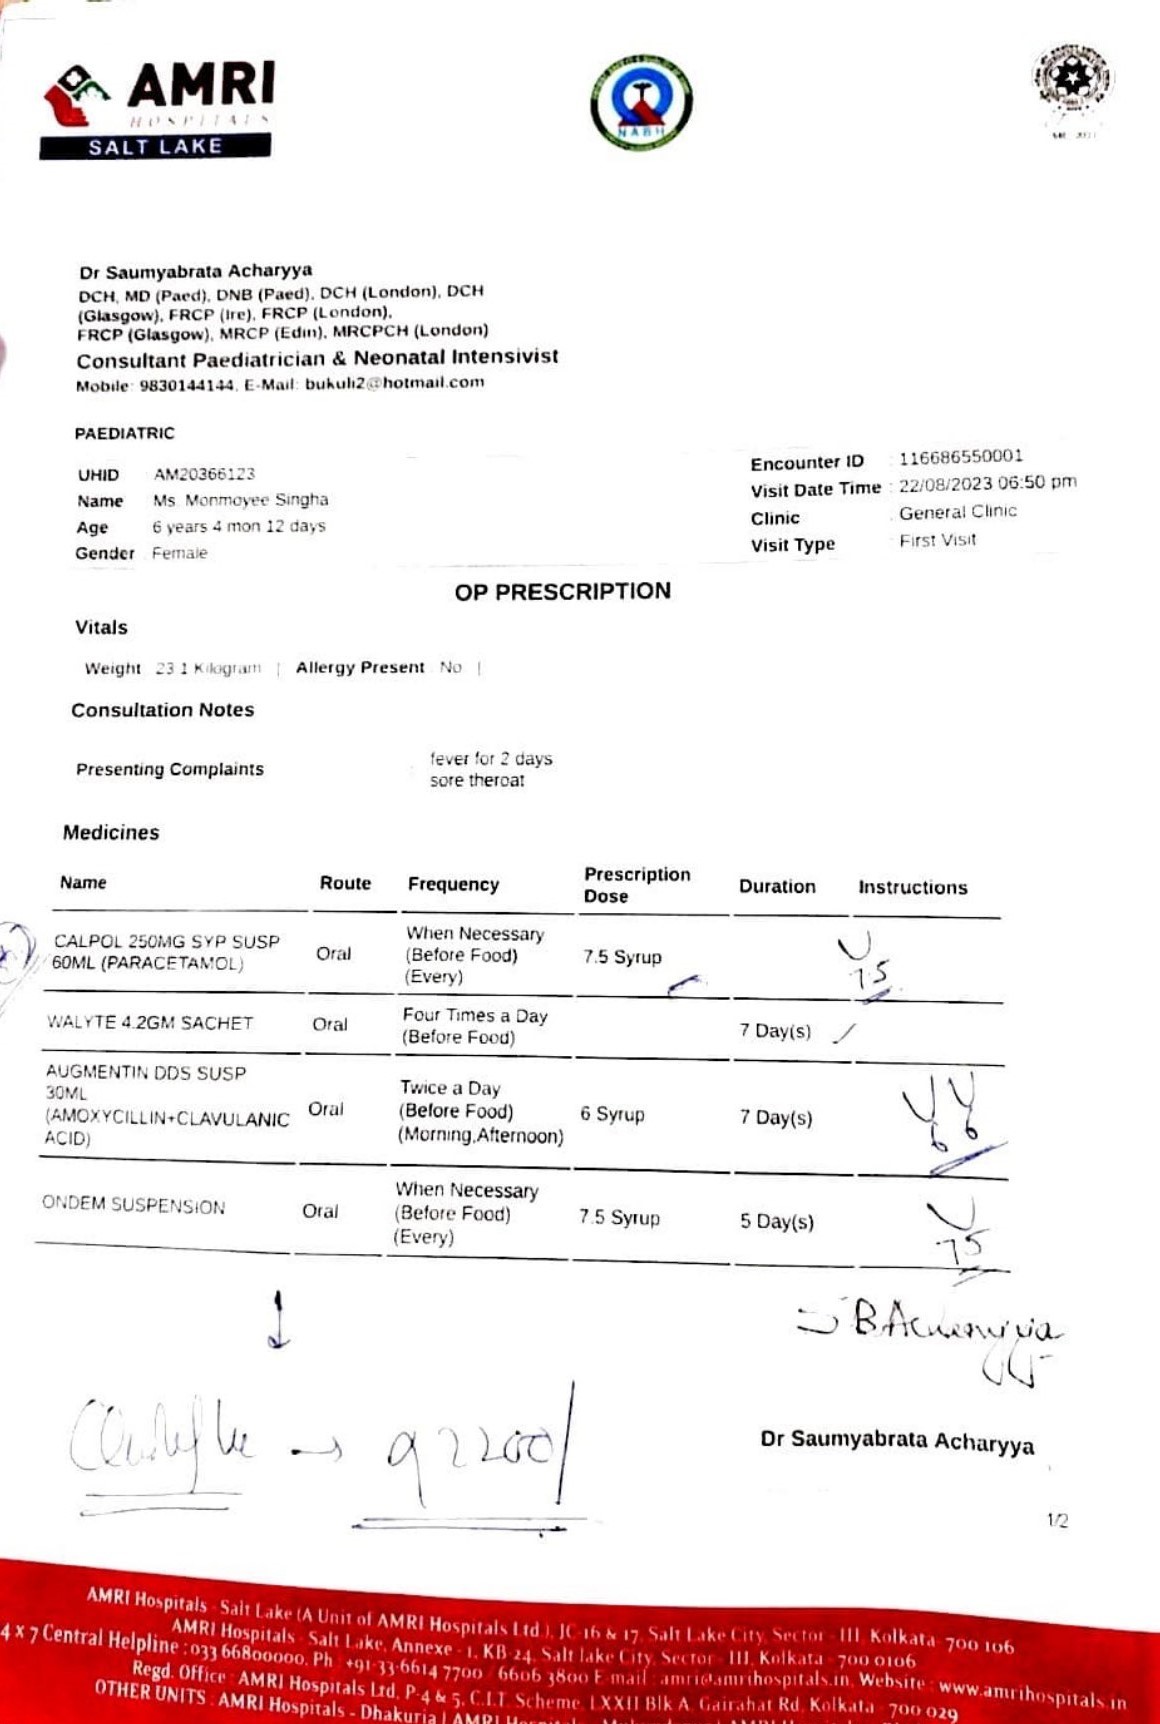 AMRI
HOSPITALS
SALT LAKE
NABH
Dr Saumyabrata Acharyya
DCH, MD (Paed), DNB (Paed), DCH (London), DCH
(Glasgow), FRCP (Ire), FRCP (London),
FRCP (Glasgow), MRCP (Edin), MRCPCH (London)
Consultant Paediatrician & Neonatal Intensivist
Mobile: 9830144144, E-Mail: bukuli2@hotmail.com
PAEDIATRIC
UHID AM20366123
Name Ms. Monmoyee Singha
Age 6 years 4 mon 12 days
Gender Female
Encounter ID : 116686550001
Visit Date Time : 22/08/2023 06:50 pm
Clinic : General Clinic
Visit Type : First Visit
OP PRESCRIPTION
Vitals
Weight 23.1 Kilogram | Allergy Present No |
Consultation Notes
Presenting Complaints : fever for 2 days
sore theroat
Medicines
Name Route Frequency Prescription Dose Duration Instructions
CALPOL 250MG SYP SUSP
60ML (PARACETAMOL) Oral When Necessary
(Before Food)
(Every) 7.5 Syrup 7.5
WALYTE 4.2GM SACHET Oral Four Times a Day
(Before Food) 7 Day(s)
AUGMENTIN DDS SUSP
30ML
(AMOXYCILLIN+CLAVULANIC
ACID) Oral Twice a Day
(Before Food)
(Morning,Afternoon) 6 Syrup 7 Day(s) 6 6
ONDEM SUSPENSION Oral When Necessary
(Before Food)
(Every) 7.5 Syrup 5 Day(s) 75
B Acharyya
Dr Saumyabrata Acharyya
1/2
AMRI Hospitals - Salt Lake (A Unit of AMRI Hospitals Ltd.), JC-16 & 17, Salt Lake City, Sector - III, Kolkata- 700 106
AMRI Hospitals - Salt Lake, Annexe - 1, KB-24, Salt lake City, Sector - III, Kolkata - 700 0106
4 x 7 Central Helpline : 033 66800000, Ph : +91-33-6614 7700 / 6606 3800 E-mail : amri@amrihospitals.in, Website : www.amrihospitals.in
Regd. Office : AMRI Hospitals Ltd, P-4 & 5, C.I.T. Scheme, LXXII Blk A, Gairahat Rd, Kolkata - 700 029
OTHER UNITS : AMRI Hospitals - Dhakuria | AMRI